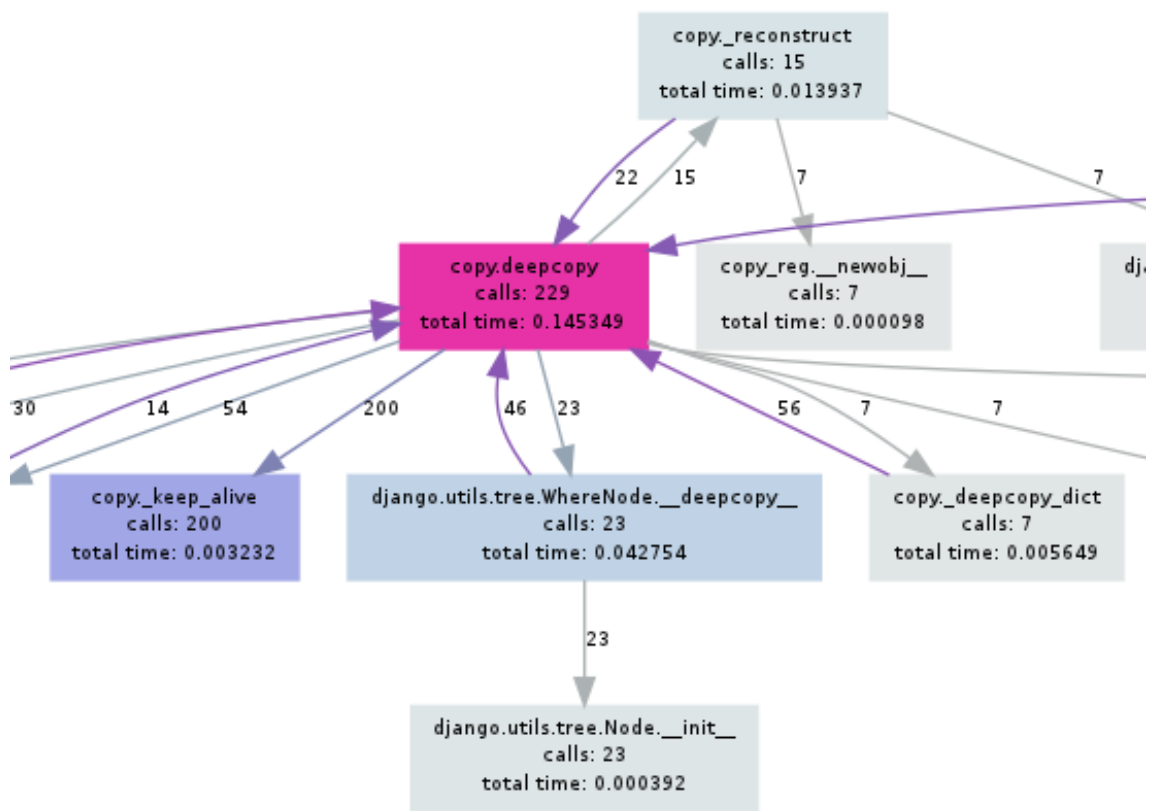 copy._reconstruct
calls: 15
total time: 0.013937
22
15
7
7
copy.deepcopy
calls: 229
total time: 0.145349
copy_reg.__newobj__
calls: 7
total time: 0.000098
dj
30
14
54
200
46
23
56
7
7
copy._keep_alive
calls: 200
total time: 0.003232
django.utils.tree.WhereNode.__deepcopy__
calls: 23
total time: 0.042754
copy._deepcopy_dict
calls: 7
total time: 0.005649
23
django.utils.tree.Node.__init__
calls: 23
total time: 0.000392